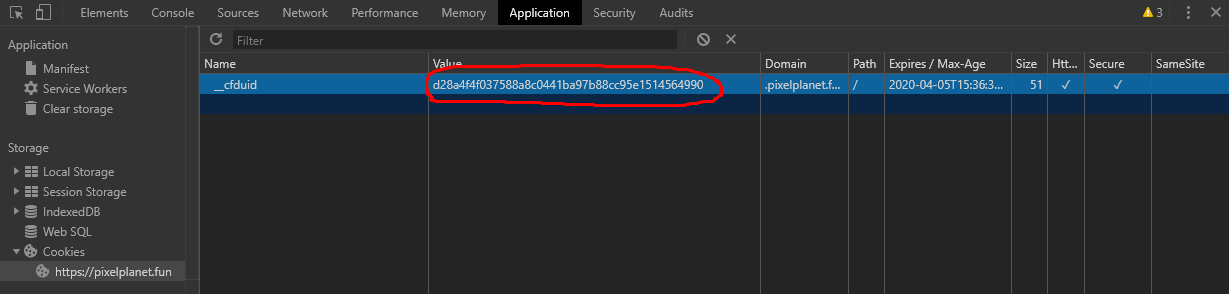 Elements Console Sources Network Performance Memory Application Security Audits 3
Application
Manifest
Service Workers
Clear storage
Storage
Local Storage
Session Storage
IndexedDB
Web SQL
Cookies
https://pixelplanet.fun
Filter
Name Value Domain Path Expires / Max-Age Size Htt... Secure SameSite
__cfduid d28a4f4f037588a8c0441ba97b88cc95e1514564990 .pixelplanet.f... / 2020-04-05T15:36:3... 51 ✓ ✓